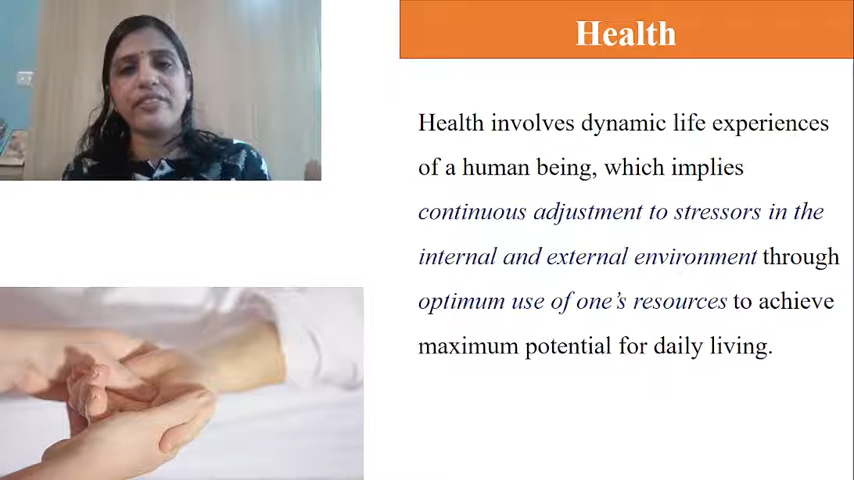 Health
Health involves dynamic life experiences
of a human being, which implies
continuous adjustment to stressors in the
internal and external environment through
optimum use of one’s resources to achieve
maximum potential for daily living.